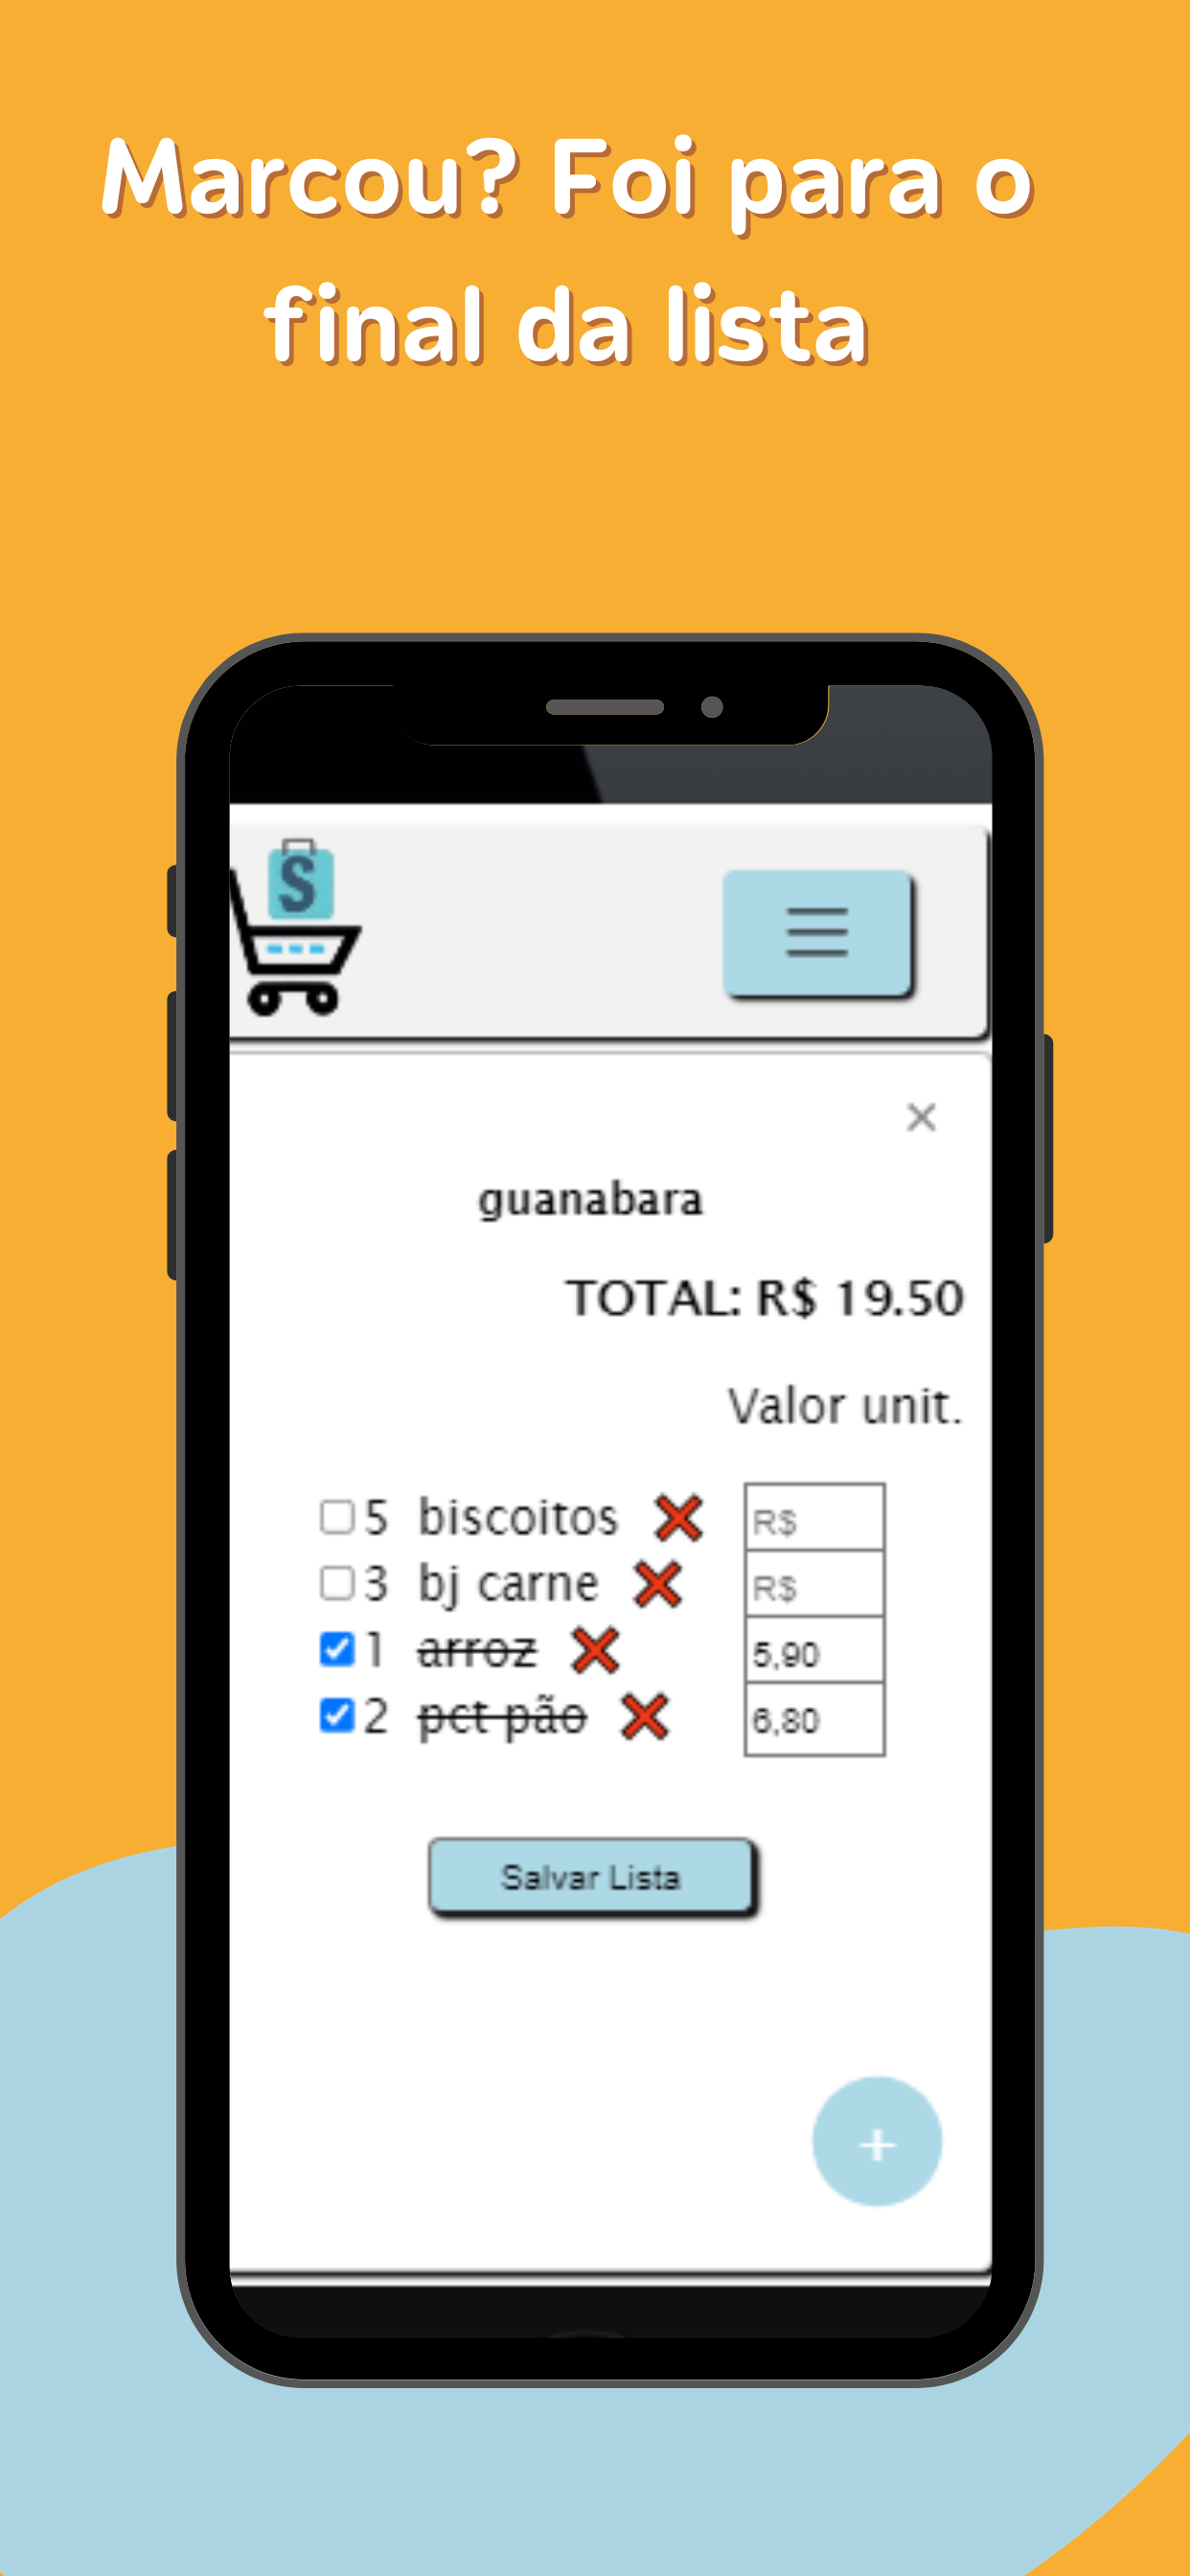 Marcou? Foi para o
final da lista
S
guanabara
TOTAL: R$ 19.50
Valor unit.
5 biscoitos R$
3 bj carne R$
1 arroz 5,90
2 pct pão 6,80
Salvar Lista
+